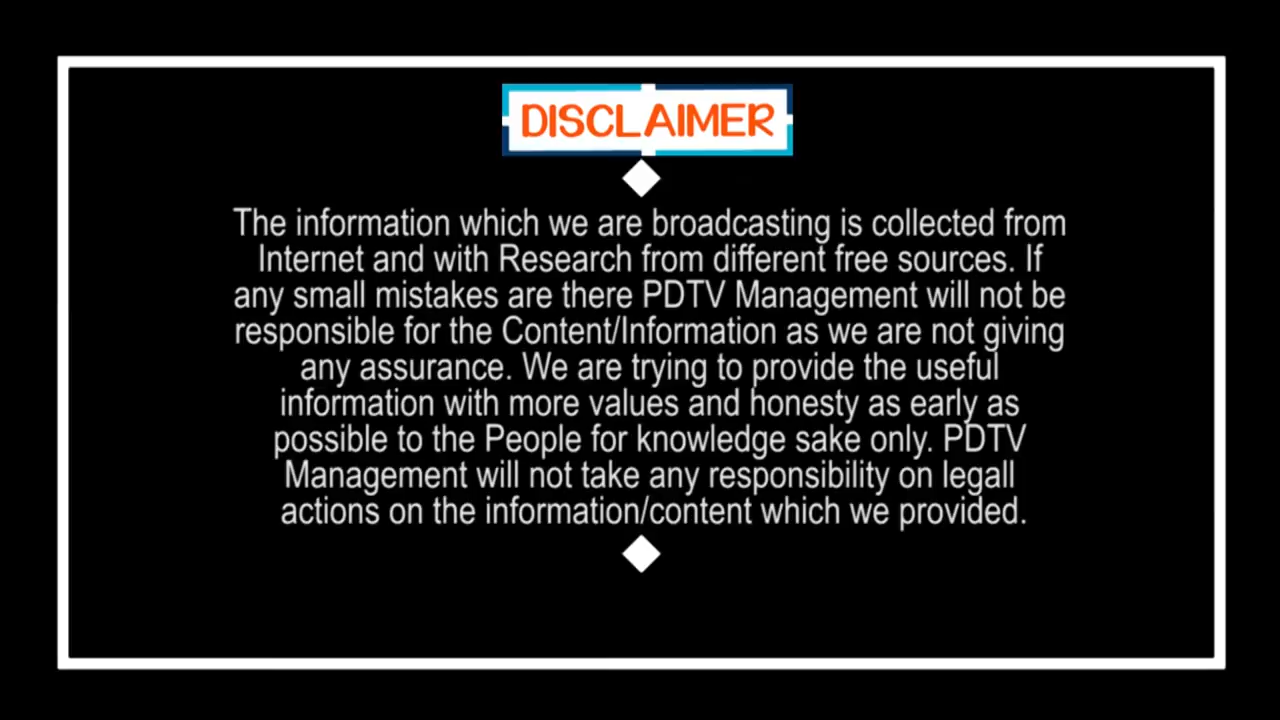 DISCLAIMER
The information which we are broadcasting is collected from
Internet and with Research from different free sources. If
any small mistakes are there PDTV Management will not be
responsible for the Content/Information as we are not giving
any assurance. We are trying to provide the useful
information with more values and honesty as early as
possible to the People for knowledge sake only. PDTV
Management will not take any responsibility on legall
actions on the information/content which we provided.